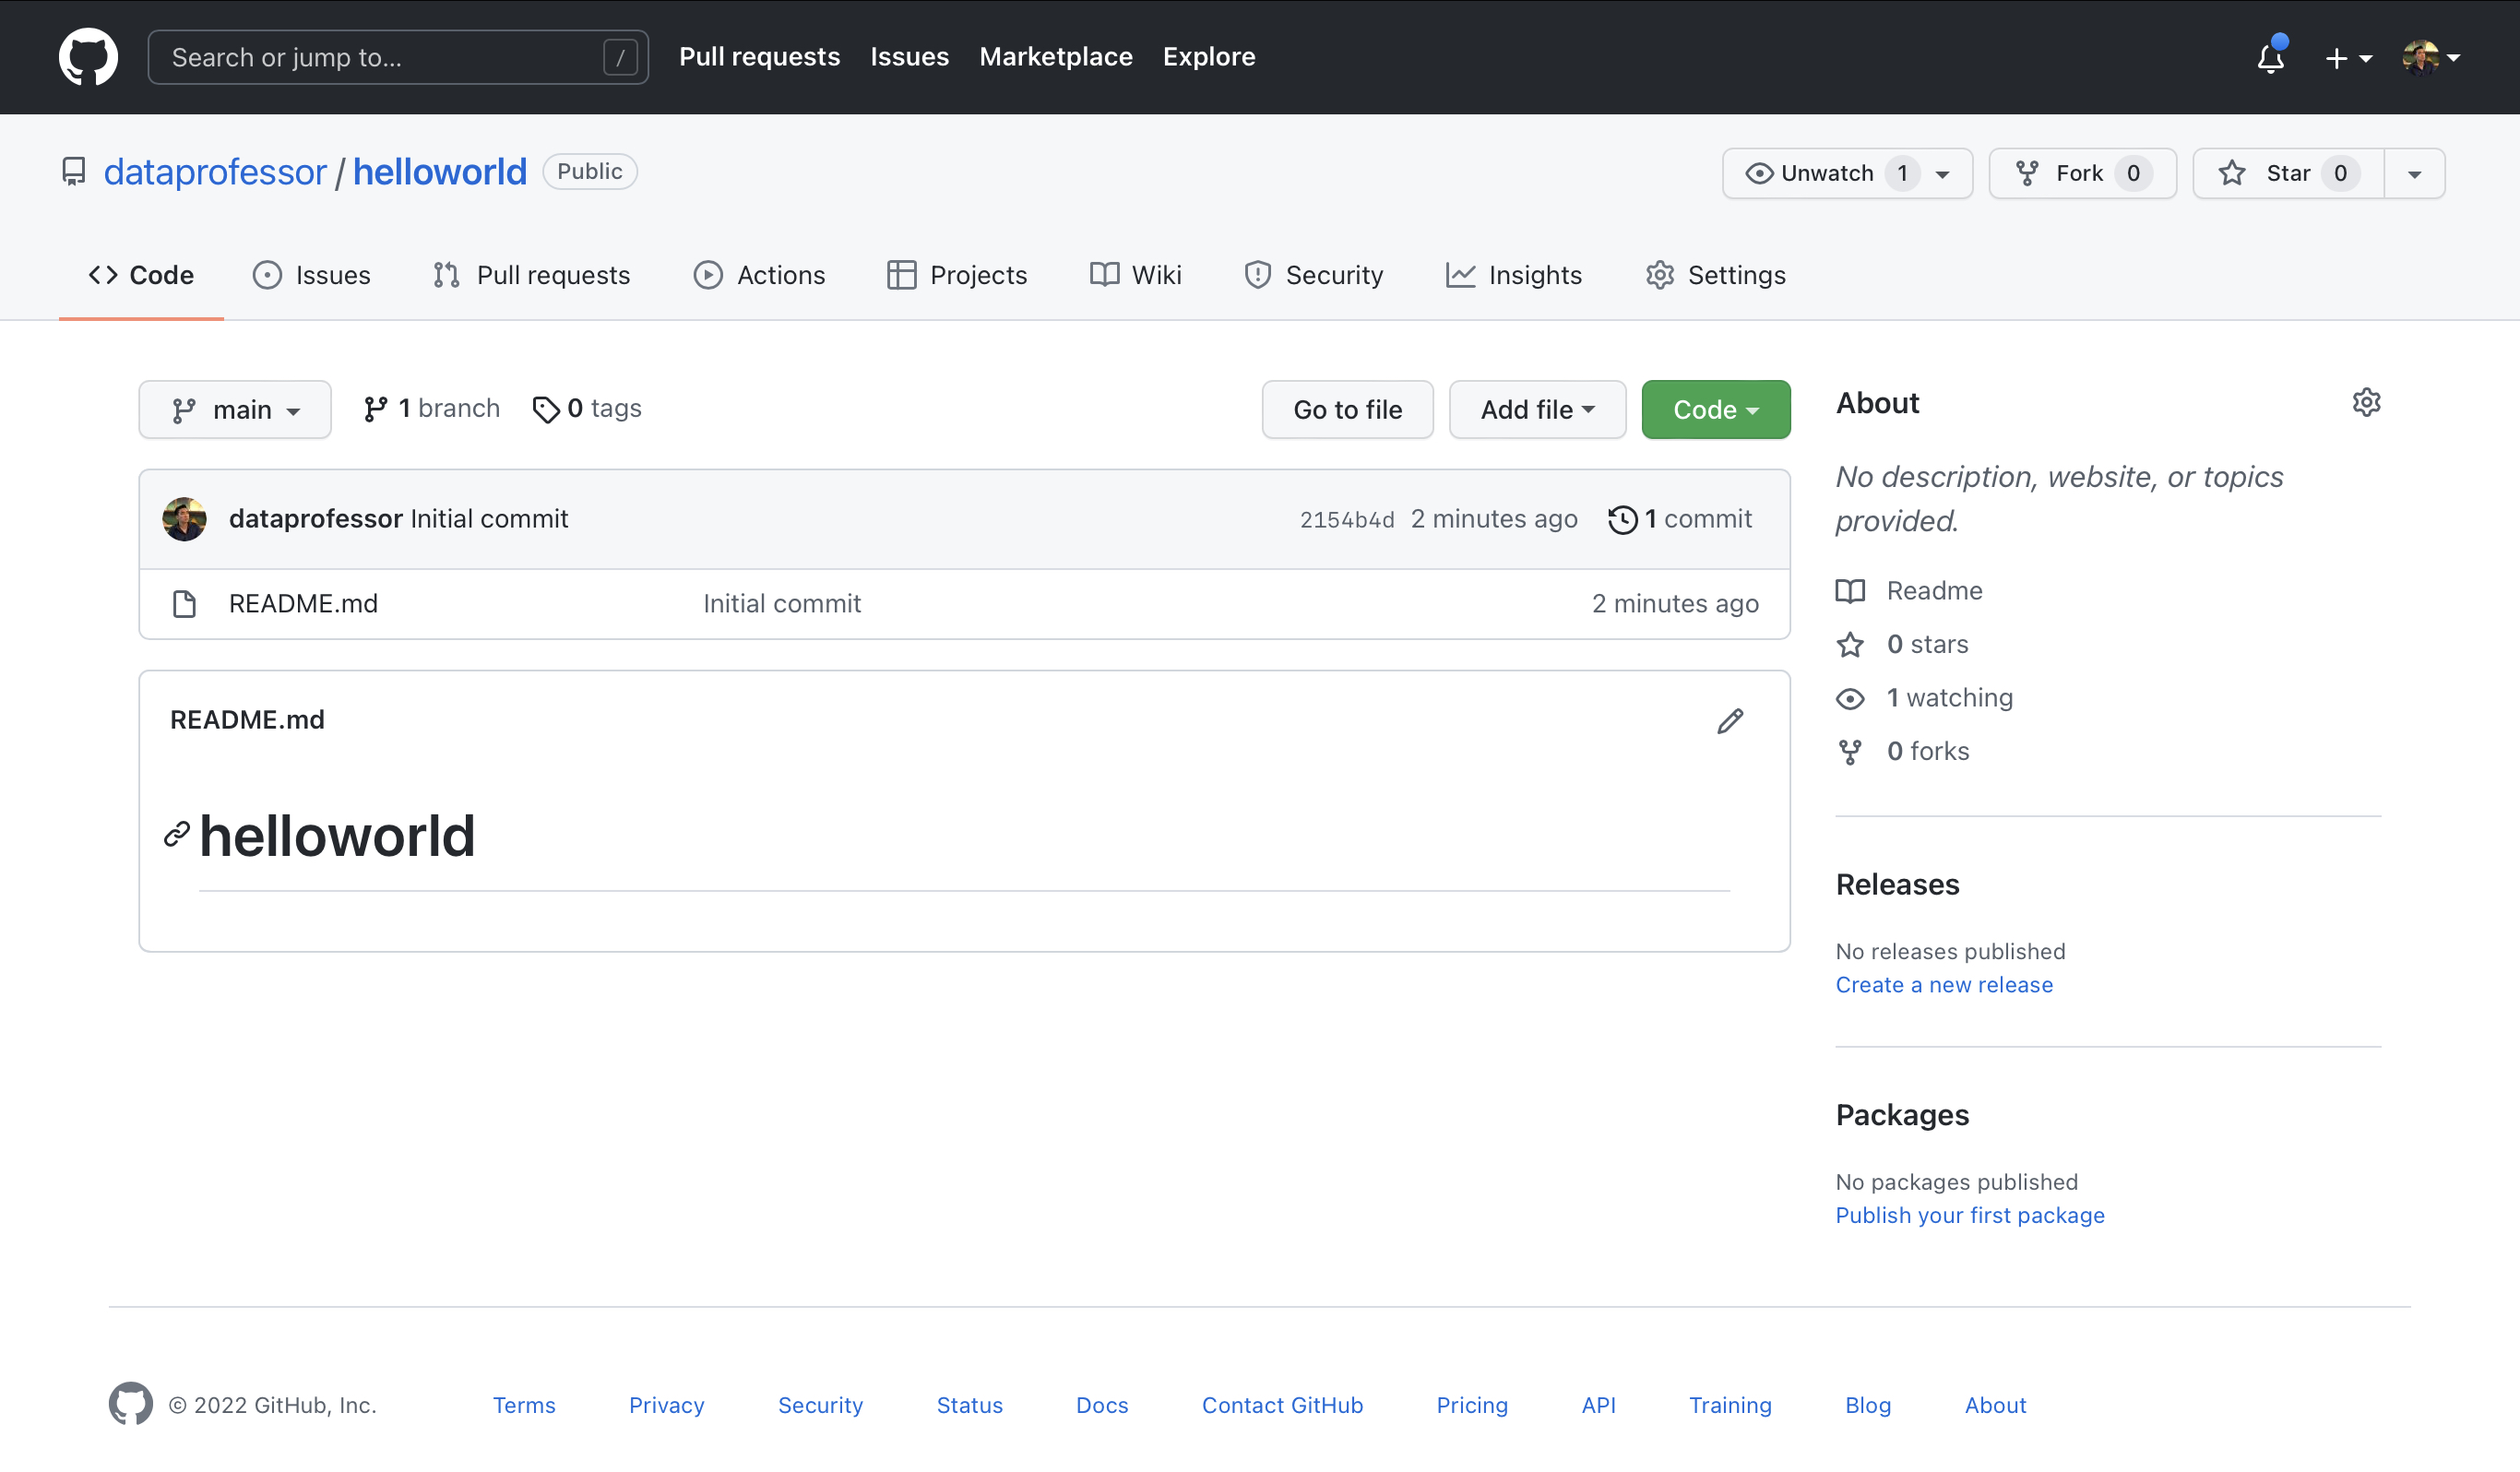 Search or jump to... /
Pull requests Issues Marketplace Explore
dataprofessor / helloworld Public
Unwatch 1 Fork 0 Star 0
Code Issues Pull requests Actions Projects Wiki Security Insights Settings
main 1 branch 0 tags Go to file Add file Code
dataprofessor Initial commit 2154b4d 2 minutes ago 1 commit
README.md Initial commit 2 minutes ago
README.md
helloworld
About
No description, website, or topics
provided.
Readme
0 stars
1 watching
0 forks
Releases
No releases published
Create a new release
Packages
No packages published
Publish your first package
© 2022 GitHub, Inc. Terms Privacy Security Status Docs Contact GitHub Pricing API Training Blog About